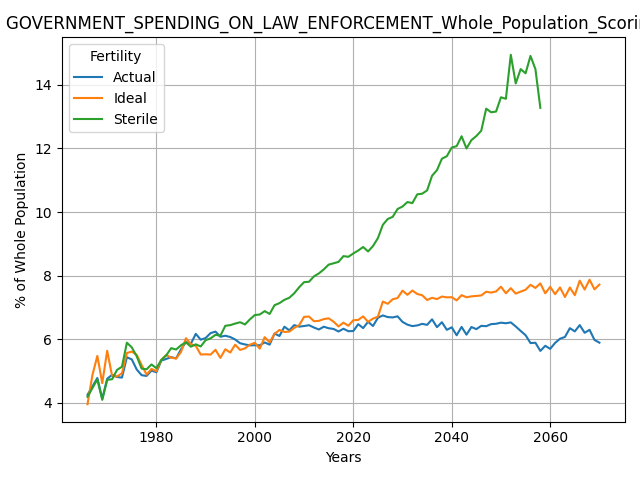 GOVERNMENT_SPENDING_ON_LAW_ENFORCEMENT_Whole_Population_Scori
Fertility
Actual
Ideal
Sterile
% of Whole Population
14
12
10
8
6
4
1980 2000 2020 2040 2060
Years